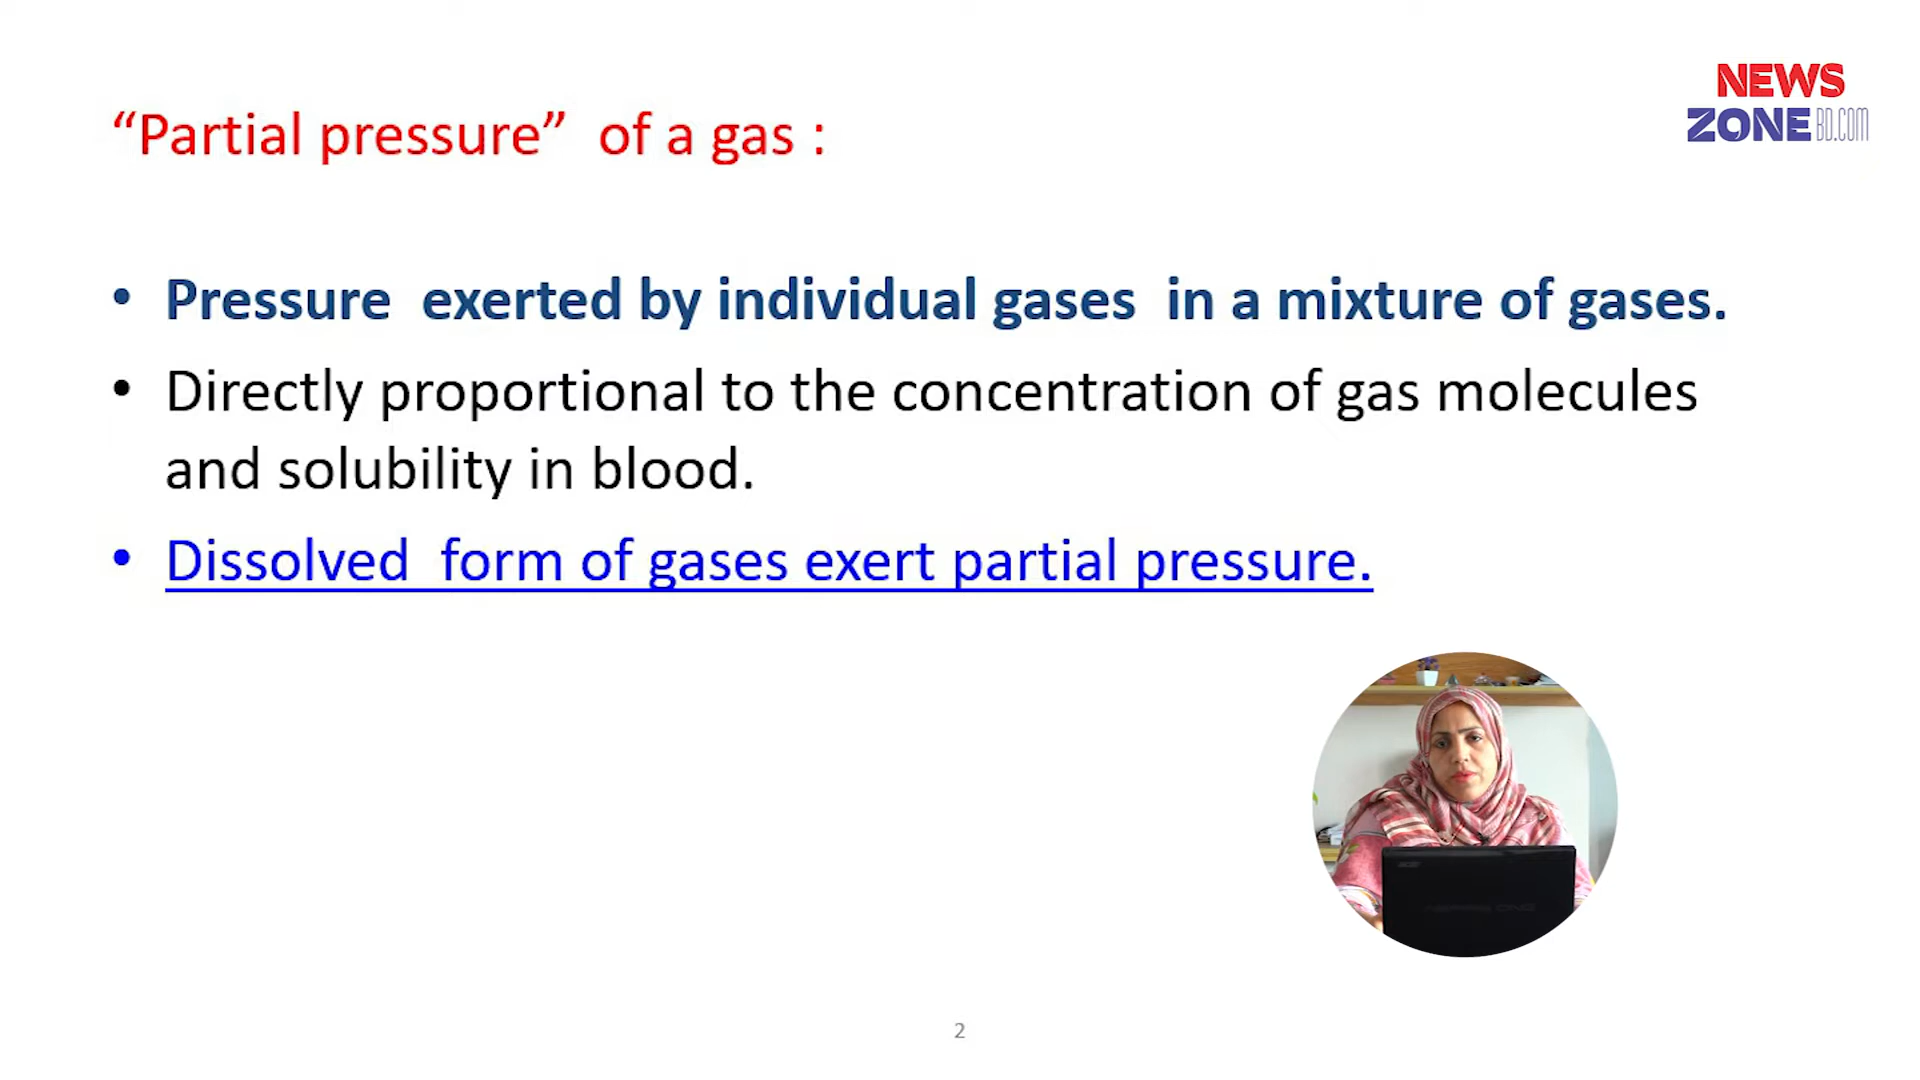 NEWS
ZONE BD.COM
“Partial pressure” of a gas :
• Pressure exerted by individual gases in a mixture of gases.
• Directly proportional to the concentration of gas molecules
and solubility in blood.
• Dissolved form of gases exert partial pressure.
acer
2